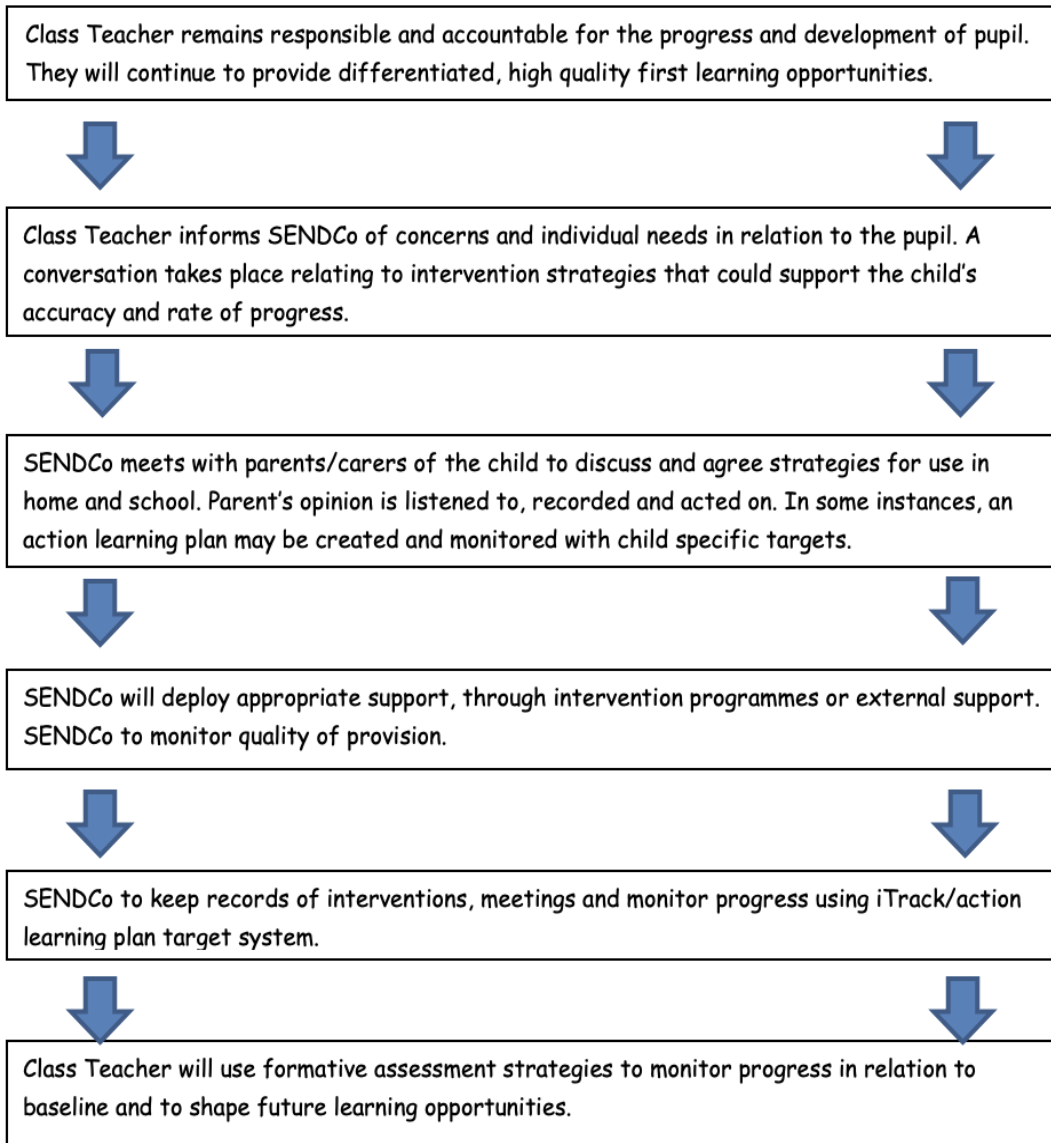 Class Teacher remains responsible and accountable for the progress and development of pupil.
They will continue to provide differentiated, high quality first learning opportunities.
Class Teacher informs SENDCo of concerns and individual needs in relation to the pupil. A
conversation takes place relating to intervention strategies that could support the child's
accuracy and rate of progress.
SENDCo meets with parents/carers of the child to discuss and agree strategies for use in
home and school. Parent's opinion is listened to, recorded and acted on. In some instances, an
action learning plan may be created and monitored with child specific targets.
SENDCo will deploy appropriate support, through intervention programmes or external support.
SENDCo to monitor quality of provision.
SENDCo to keep records of interventions, meetings and monitor progress using iTrack/action
learning plan target system.
Class Teacher will use formative assessment strategies to monitor progress in relation to
baseline and to shape future learning opportunities.